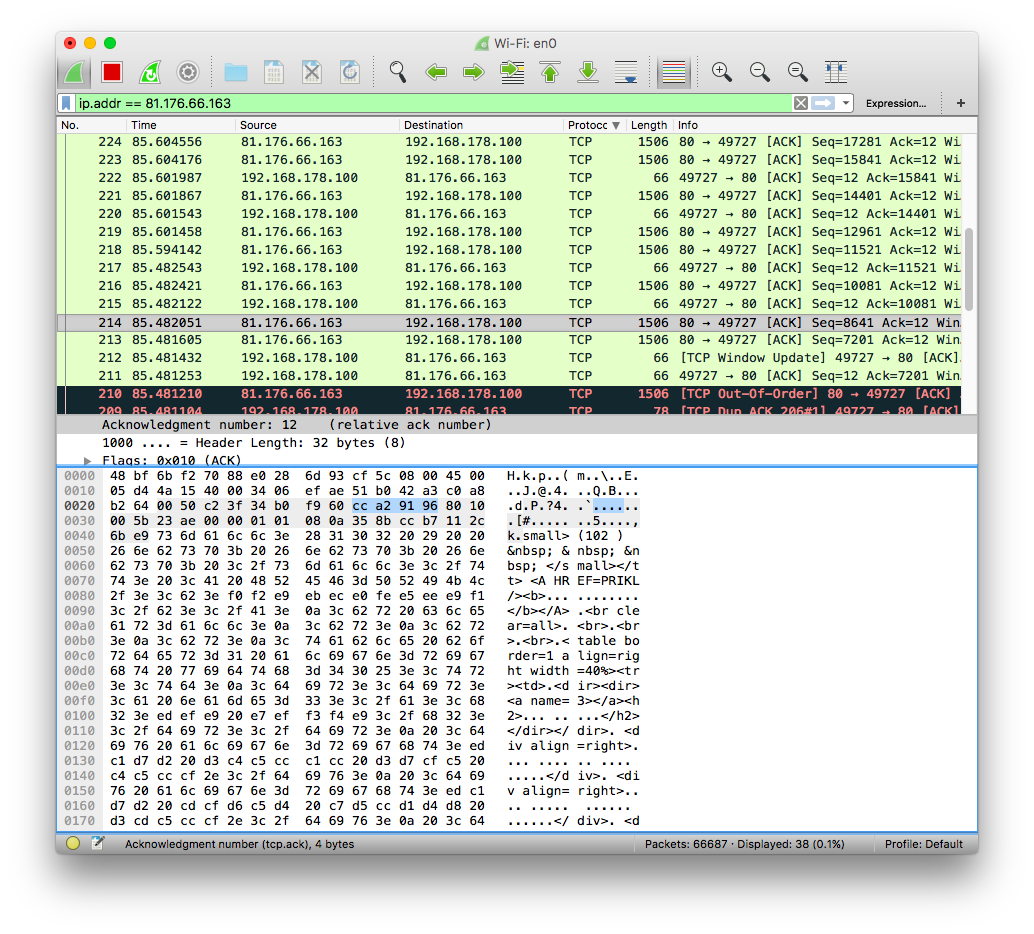 Wi-Fi: en0
ip.addr == 81.176.66.163 Expression... +
No. Time Source Destination Protocc Length Info
224 85.604556 81.176.66.163 192.168.178.100 TCP 1506 80 → 49727 [ACK] Seq=17281 Ack=12 Wi…
223 85.604176 81.176.66.163 192.168.178.100 TCP 1506 80 → 49727 [ACK] Seq=15841 Ack=12 Wi…
222 85.601987 192.168.178.100 81.176.66.163 TCP 66 49727 → 80 [ACK] Seq=12 Ack=15841 Wi…
221 85.601867 81.176.66.163 192.168.178.100 TCP 1506 80 → 49727 [ACK] Seq=14401 Ack=12 Wi…
220 85.601543 192.168.178.100 81.176.66.163 TCP 66 49727 → 80 [ACK] Seq=12 Ack=14401 Wi…
219 85.601458 81.176.66.163 192.168.178.100 TCP 1506 80 → 49727 [ACK] Seq=12961 Ack=12 Wi…
218 85.594142 81.176.66.163 192.168.178.100 TCP 1506 80 → 49727 [ACK] Seq=11521 Ack=12 Wi…
217 85.482543 192.168.178.100 81.176.66.163 TCP 66 49727 → 80 [ACK] Seq=12 Ack=11521 Wi…
216 85.482421 81.176.66.163 192.168.178.100 TCP 1506 80 → 49727 [ACK] Seq=10081 Ack=12 Wi…
215 85.482122 192.168.178.100 81.176.66.163 TCP 66 49727 → 80 [ACK] Seq=12 Ack=10081 Wi…
214 85.482051 81.176.66.163 192.168.178.100 TCP 1506 80 → 49727 [ACK] Seq=8641 Ack=12 Win…
213 85.481605 81.176.66.163 192.168.178.100 TCP 1506 80 → 49727 [ACK] Seq=7201 Ack=12 Win…
212 85.481432 192.168.178.100 81.176.66.163 TCP 66 [TCP Window Update] 49727 → 80 [ACK]…
211 85.481253 192.168.178.100 81.176.66.163 TCP 66 49727 → 80 [ACK] Seq=12 Ack=7201 Win…
210 85.481210 81.176.66.163 192.168.178.100 TCP 1506 [TCP Out-Of-Order] 80 → 49727 [ACK] …
209 85.481104 192.168.178.100 81.176.66.163 TCP 78 [TCP Dup ACK 206#1] 49727 → 80 [ACK]
Acknowledgment number: 12 (relative ack number)
1000 .... = Header Length: 32 bytes (8)
Flags: 0x010 (ACK)
0000 48 bf 6b f2 70 88 e0 28 6d 93 cf 5c 08 00 45 00 H.k.p..( m..\..E.
0010 05 d4 4a 15 40 00 34 06 ef ae 51 b0 42 a3 c0 a8 ..J.@.4. ..Q.B...
0020 b2 64 00 50 c2 3f 34 b0 f9 60 cc a2 91 96 80 10 .d.P.?4. .`......
0030 00 5b 23 ae 00 00 01 01 08 0a 35 8b cc b7 11 2c .[#..... ..5....,
0040 6b e9 73 6d 61 6c 6c 3e 28 31 30 32 20 29 20 20 k.small> (102 )
0050 26 6e 62 73 70 3b 20 26 6e 62 73 70 3b 20 26 6e &nbsp; & nbsp; &n
0060 62 73 70 3b 20 3c 2f 73 6d 61 6c 6c 3e 3c 2f 74 bsp; </s mall></t
0070 74 3e 20 3c 41 20 48 52 45 46 3d 50 52 49 4b 4c t> <A HR EF=PRIKL
0080 2f 3e 3c 62 3e f0 f2 e9 eb ec e0 fe e5 ee e9 f1 /><b>... ........
0090 3c 2f 62 3e 3c 2f 41 3e 0a 3c 62 72 20 63 6c 65 </b></A> .<br cle
00a0 61 72 3d 61 6c 6c 3e 0a 3c 62 72 3e 0a 3c 62 72 ar=all>. <br>.<br
00b0 3e 0a 3c 62 72 3e 0a 3c 74 61 62 6c 65 20 62 6f >.<br>.< table bo
00c0 72 64 65 72 3d 31 20 61 6c 69 67 6e 3d 72 69 67 rder=1 a lign=rig
00d0 68 74 20 77 69 64 74 68 3d 34 30 25 3e 3c 74 72 ht width =40%><tr
00e0 3e 3c 74 64 3e 0a 3c 64 69 72 3e 3c 64 69 72 3e ><td>.<d ir><dir>
00f0 3c 61 20 6e 61 6d 65 3d 33 3e 3c 2f 61 3e 3c 68 <a name= 3></a><h
0100 32 3e ed ef e9 20 e7 ef f3 f4 e9 3c 2f 68 32 3e 2>... .. ...</h2>
0110 3c 2f 64 69 72 3e 3c 2f 64 69 72 3e 0a 20 3c 64 </dir></ dir>. <d
0120 69 76 20 61 6c 69 67 6e 3d 72 69 67 68 74 3e ed iv align =right>.
0130 c1 d7 d2 20 d3 c4 c5 cc c1 cc 20 d3 d7 cf c5 20 ... .... .. ....
0140 c4 c5 cc cf 2e 3c 2f 64 69 76 3e 0a 20 3c 64 69 .....</d iv>. <di
0150 76 20 61 6c 69 67 6e 3d 72 69 67 68 74 3e ed c1 v align= right>..
0160 d7 d2 20 cd cf d6 c5 d4 20 c7 d5 cc d1 d4 d8 20 .. ..... ......
0170 d3 cd c5 cc cf 2e 3c 2f 64 69 76 3e 0a 20 3c 64 ......</ div>. <d
Acknowledgment number (tcp.ack), 4 bytes Packets: 66687 · Displayed: 38 (0.1%) Profile: Default